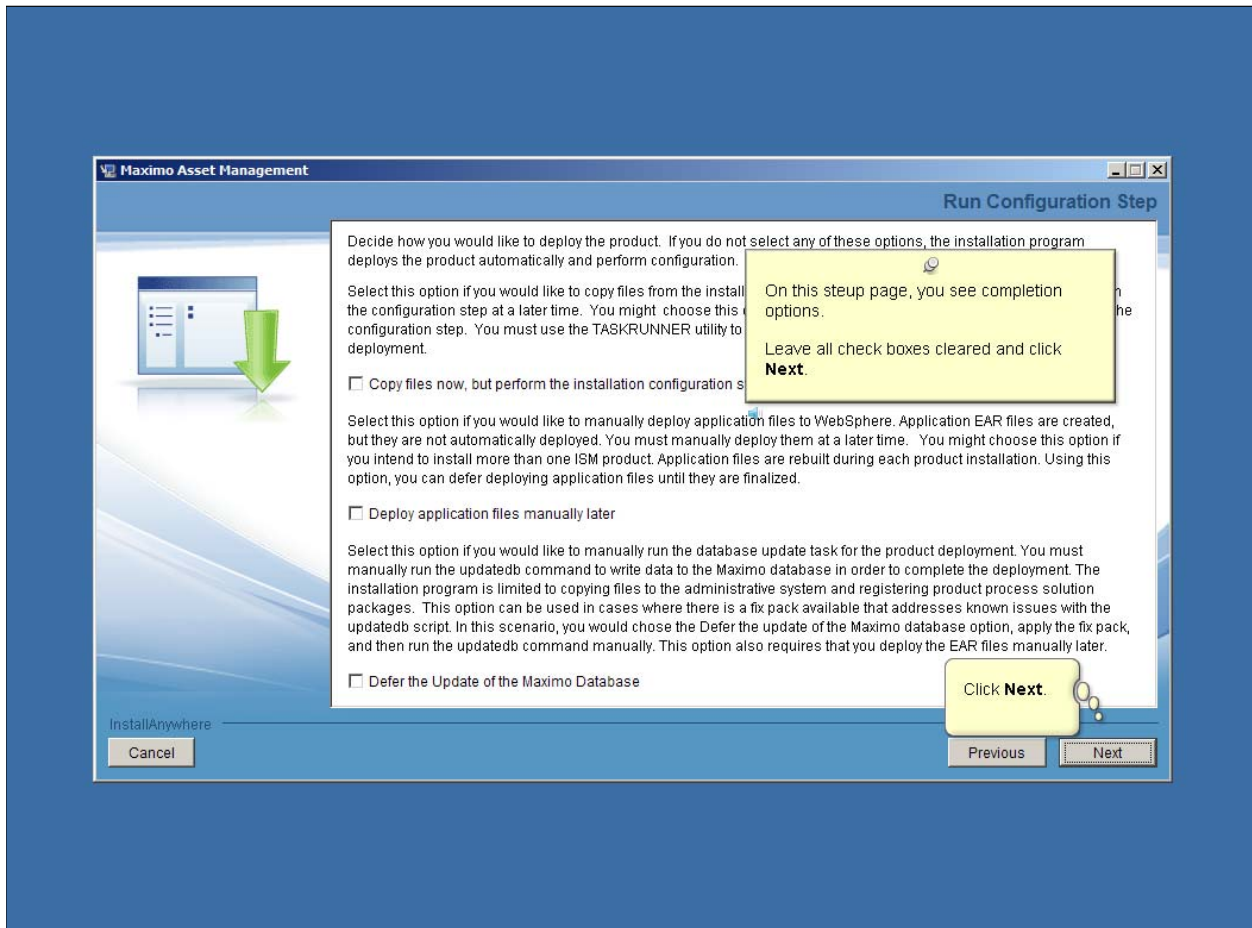 Maximo Asset Management
Run Configuration Step
Decide how you would like to deploy the product. If you do not select any of these options, the installation program
deploys the product automatically and perform configuration.
Select this option if you would like to copy files from the install
the configuration step at a later time. You might choose this
configuration step. You must use the TASKRUNNER utility to
deployment.
On this steup page, you see completion
options.
Leave all check boxes cleared and click
Next.
Copy files now, but perform the installation configuration s
Select this option if you would like to manually deploy application files to WebSphere. Application EAR files are created,
but they are not automatically deployed. You must manually deploy them at a later time. You might choose this option if
you intend to install more than one ISM product. Application files are rebuilt during each product installation. Using this
option, you can defer deploying application files until they are finalized.
Deploy application files manually later
Select this option if you would like to manually run the database update task for the product deployment. You must
manually run the updatedb command to write data to the Maximo database in order to complete the deployment. The
installation program is limited to copying files to the administrative system and registering product process solution
packages. This option can be used in cases where there is a fix pack available that addresses known issues with the
updatedb script. In this scenario, you would chose the Defer the update of the Maximo database option, apply the fix pack,
and then run the updatedb command manually. This option also requires that you deploy the EAR files manually later.
Defer the Update of the Maximo Database
Click Next.
InstallAnywhere
Cancel
Previous
Next